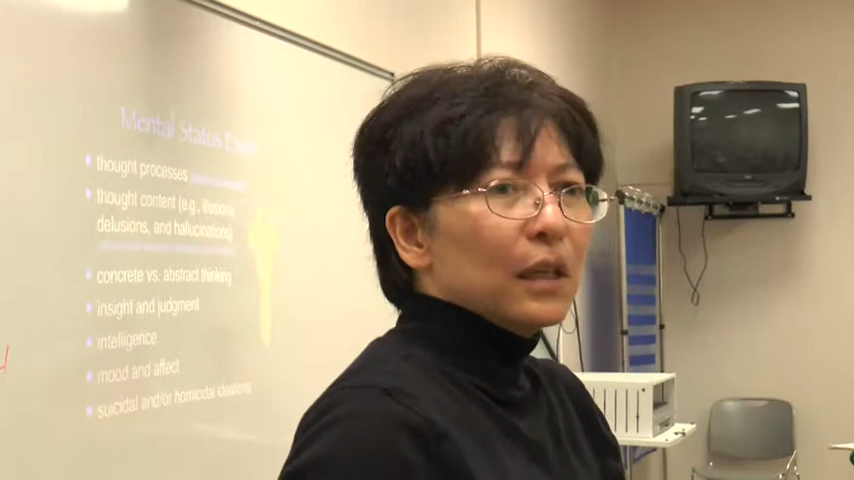 Mental Status Exam
thought processes
thought content (e.g., illusions,
delusions, and hallucinations)
concrete vs. abstract thinking
insight and judgment
intelligence
mood and affect
suicidal and/or homicidal ideations